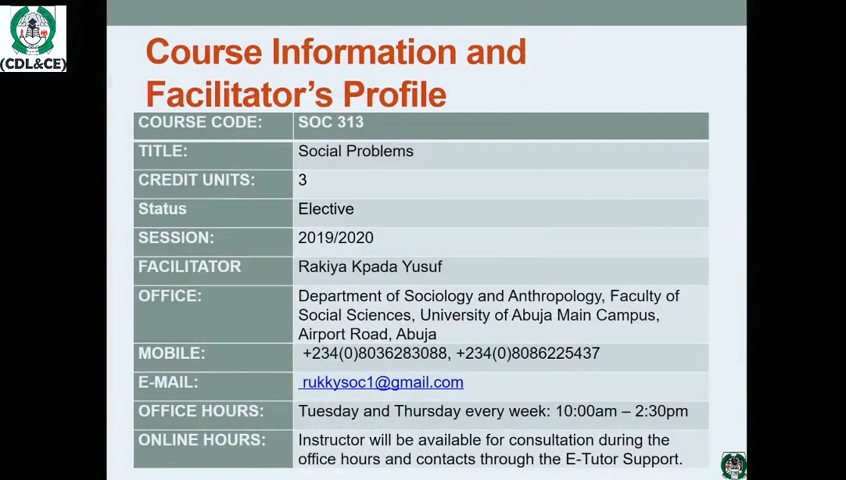 (CDL&CE)
Course Information and
Facilitator's Profile
COURSE CODE: SOC 313
TITLE: Social Problems
CREDIT UNITS: 3
Status Elective
SESSION: 2019/2020
FACILITATOR Rakiya Kpada Yusuf
OFFICE: Department of Sociology and Anthropology, Faculty of
Social Sciences, University of Abuja Main Campus,
Airport Road, Abuja
MOBILE: +234(0)8036283088, +234(0)8086225437
E-MAIL: rukkysoc1@gmail.com
OFFICE HOURS: Tuesday and Thursday every week: 10:00am – 2:30pm
ONLINE HOURS: Instructor will be available for consultation during the
office hours and contacts through the E-Tutor Support.